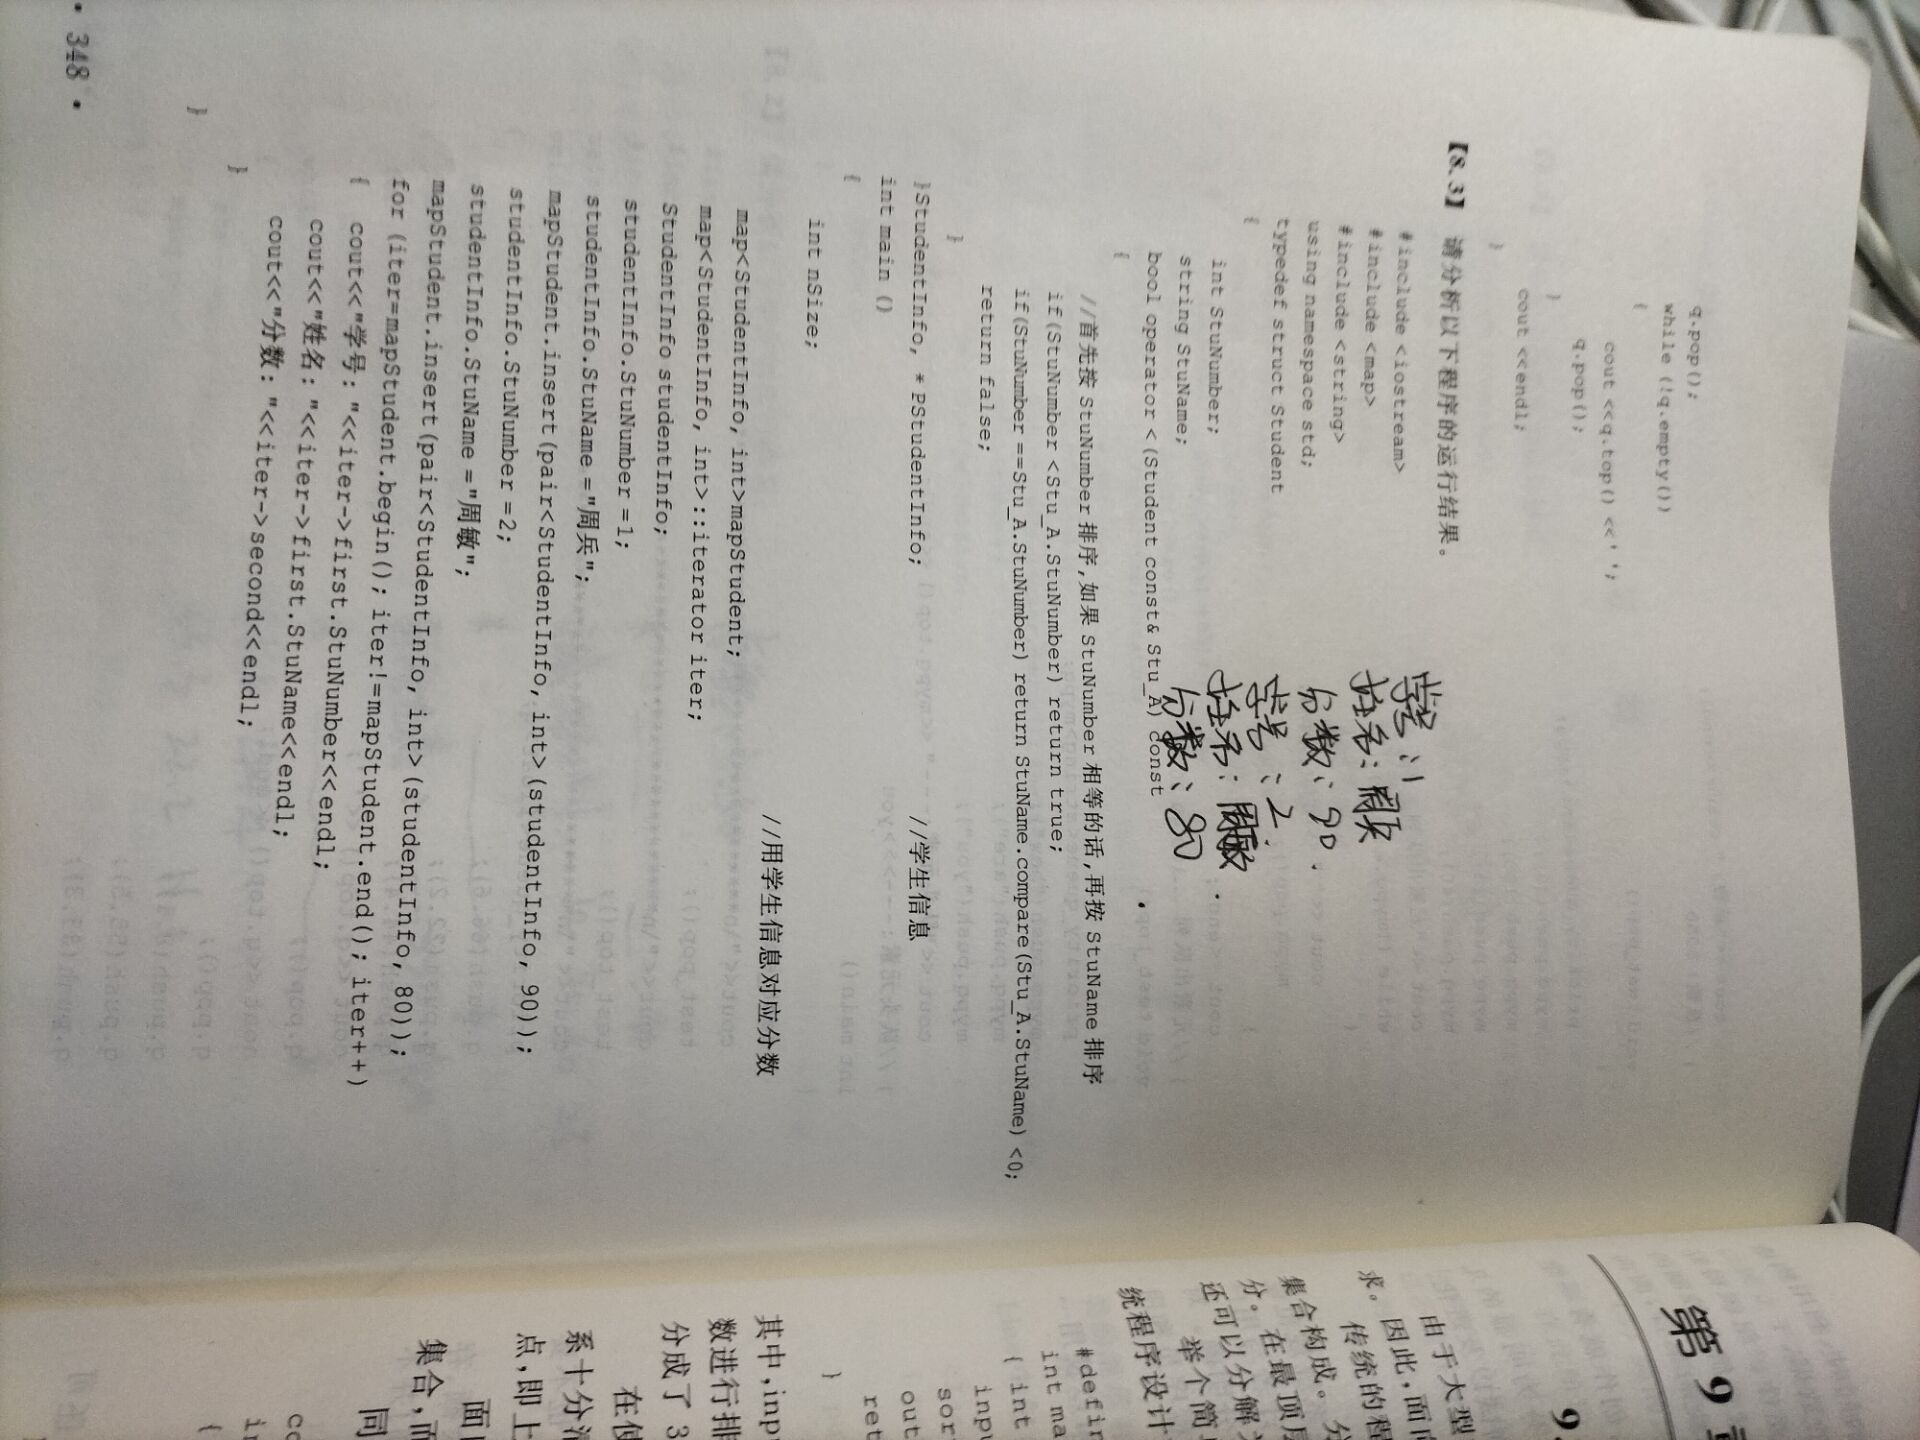 q.pop();
while (!q.empty())
{
cout <<q.top() <<' ';
q.pop();
}
cout <<endl;
}
【8.3】 请分析以下程序的运行结果。
#include <iostream>
#include <map>
#include <string>
using namespace std;
typedef struct Student
{
int StuNumber;
string StuName;
bool operator < (Student const& Stu_A) const
{
//首先按 StuNumber 排序,如果 StuNumber 相等的话,再按 StuName 排序
if(StuNumber <Stu_A.StuNumber) return true;
if(StuNumber ==Stu_A.StuNumber) return StuName.compare(Stu_A.StuName) <0;
return false;
}
}StudentInfo, * PStudentInfo; //学生信息
int main ()
{
int nSize;
//用学生信息对应分数
map<StudentInfo, int>mapStudent;
map<StudentInfo, int>::iterator iter;
StudentInfo studentInfo;
studentInfo.StuNumber =1;
studentInfo.StuName ="周兵";
mapStudent.insert(pair<StudentInfo, int>(studentInfo, 90));
studentInfo.StuNumber =2;
studentInfo.StuName ="周敏";
mapStudent.insert(pair<StudentInfo, int>(studentInfo, 80));
for (iter=mapStudent.begin(); iter!=mapStudent.end(); iter++)
{ cout<<"学号: "<<iter->first.StuNumber<<endl;
cout<<"姓名: "<<iter->first.StuName<<endl;
cout<<"分数: "<<iter->second<<endl;
}
}
· 348 ·
学号:1
姓名:周兵
分数:90.
学号:2.
姓名:周敏.
分数:80
第 9
9.
由于大型
求。因此,面向
传统的程
集合构成。
分。在最顶层
还可以分解
举个简
统程序设计
#defin
int ma
{ int
inpu
sor
out
ret
}
其中,inpu
数进行排
分成了 3
在使
系十分
点,即上
面
集合,而
同
{